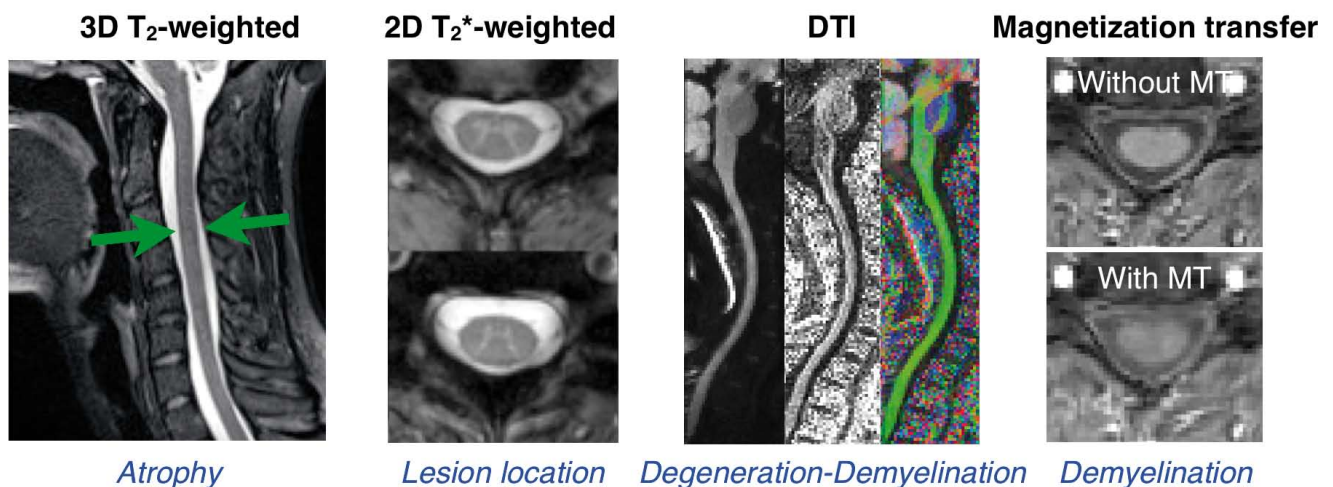 3D T₂-weighted
2D T₂*-weighted
DTI
Magnetization transfer
Without MT
With MT
Atrophy
Lesion location
Degeneration-Demyelination
Demyelination